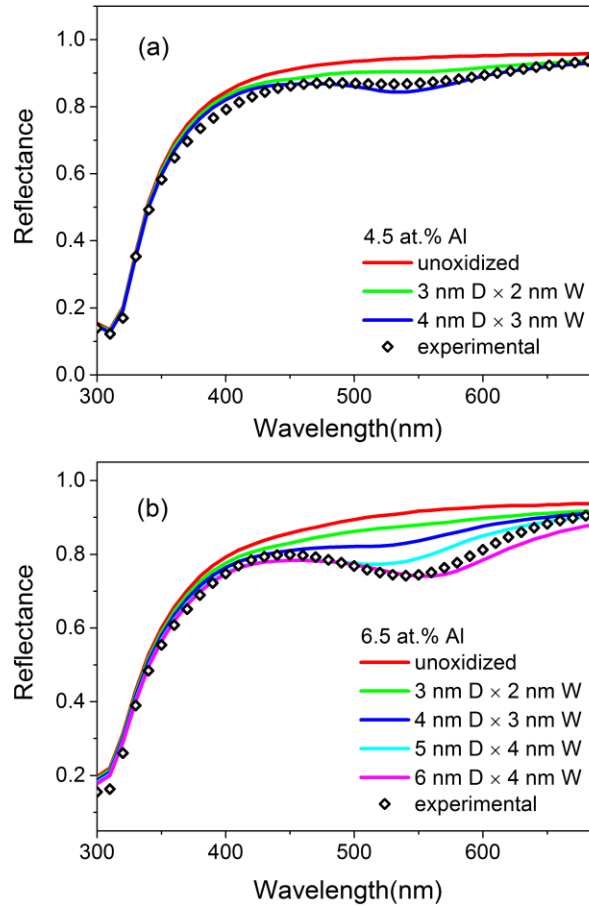 (a)
1.0
0.8
0.6
0.4
0.2
0.0
Reflectance
4.5 at.% Al
unoxidized
3 nm D × 2 nm W
4 nm D × 3 nm W
experimental
300 400 500 600
Wavelength(nm)
(b)
1.0
0.8
0.6
0.4
0.2
Reflectance
6.5 at.% Al
unoxidized
3 nm D × 2 nm W
4 nm D × 3 nm W
5 nm D × 4 nm W
6 nm D × 4 nm W
experimental
300 400 500 600
Wavelength(nm)